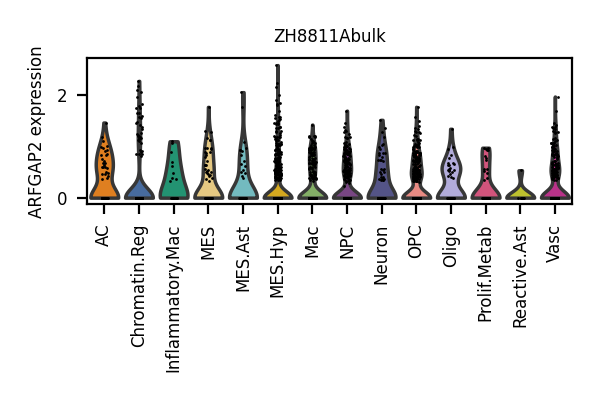 ZH8811Abulk
ARFGAP2 expression
2
0
AC
Chromatin.Reg
Inflammatory.Mac
MES
MES.Ast
MES.Hyp
Mac
NPC
Neuron
OPC
Oligo
Prolif.Metab
Reactive.Ast
Vasc